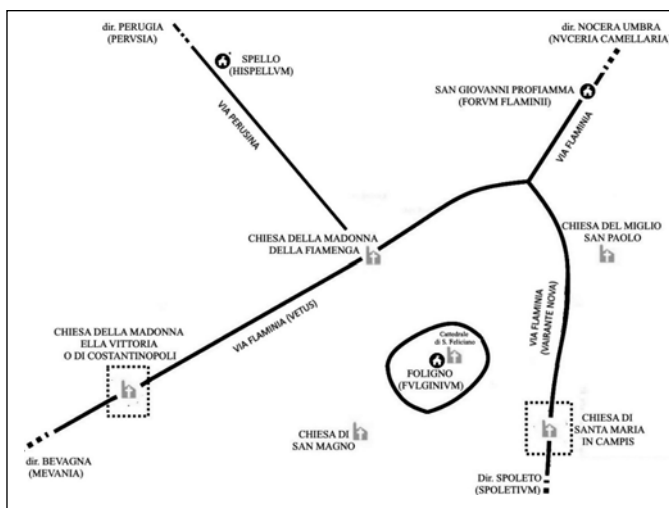 dir. PERUGIA
(PERVSIA)
SPELLO
(HISPELLVM)
dir. NOCERA UMBRA
(NVCERIA CAMELLARIA)
SAN GIOVANNI PROFIAMMA
(FORVM FLAMINII)
VIA PERUSINA
VIA FLAMINIA
CHIESA DELLA MADONNA
DELLA FIAMENGA
CHIESA DEL MIGLIO
SAN PAOLO
VIA FLAMINIA (VETUS)
VIA FLAMINIA
(VAIRANTE NOVA)
CHIESA DELLA MADONNA
ELLA VITTORIA
O DI COSTANTINOPOLI
Cattedrale
di S. Feliciano
FOLIGNO
(FVLGINIVM)
CHIESA DI
SAN MAGNO
CHIESA DI
SANTA MARIA
IN CAMPIS
dir. BEVAGNA
(MEVANIA)
Dir. SPOLETO
(SPOLETIVM)